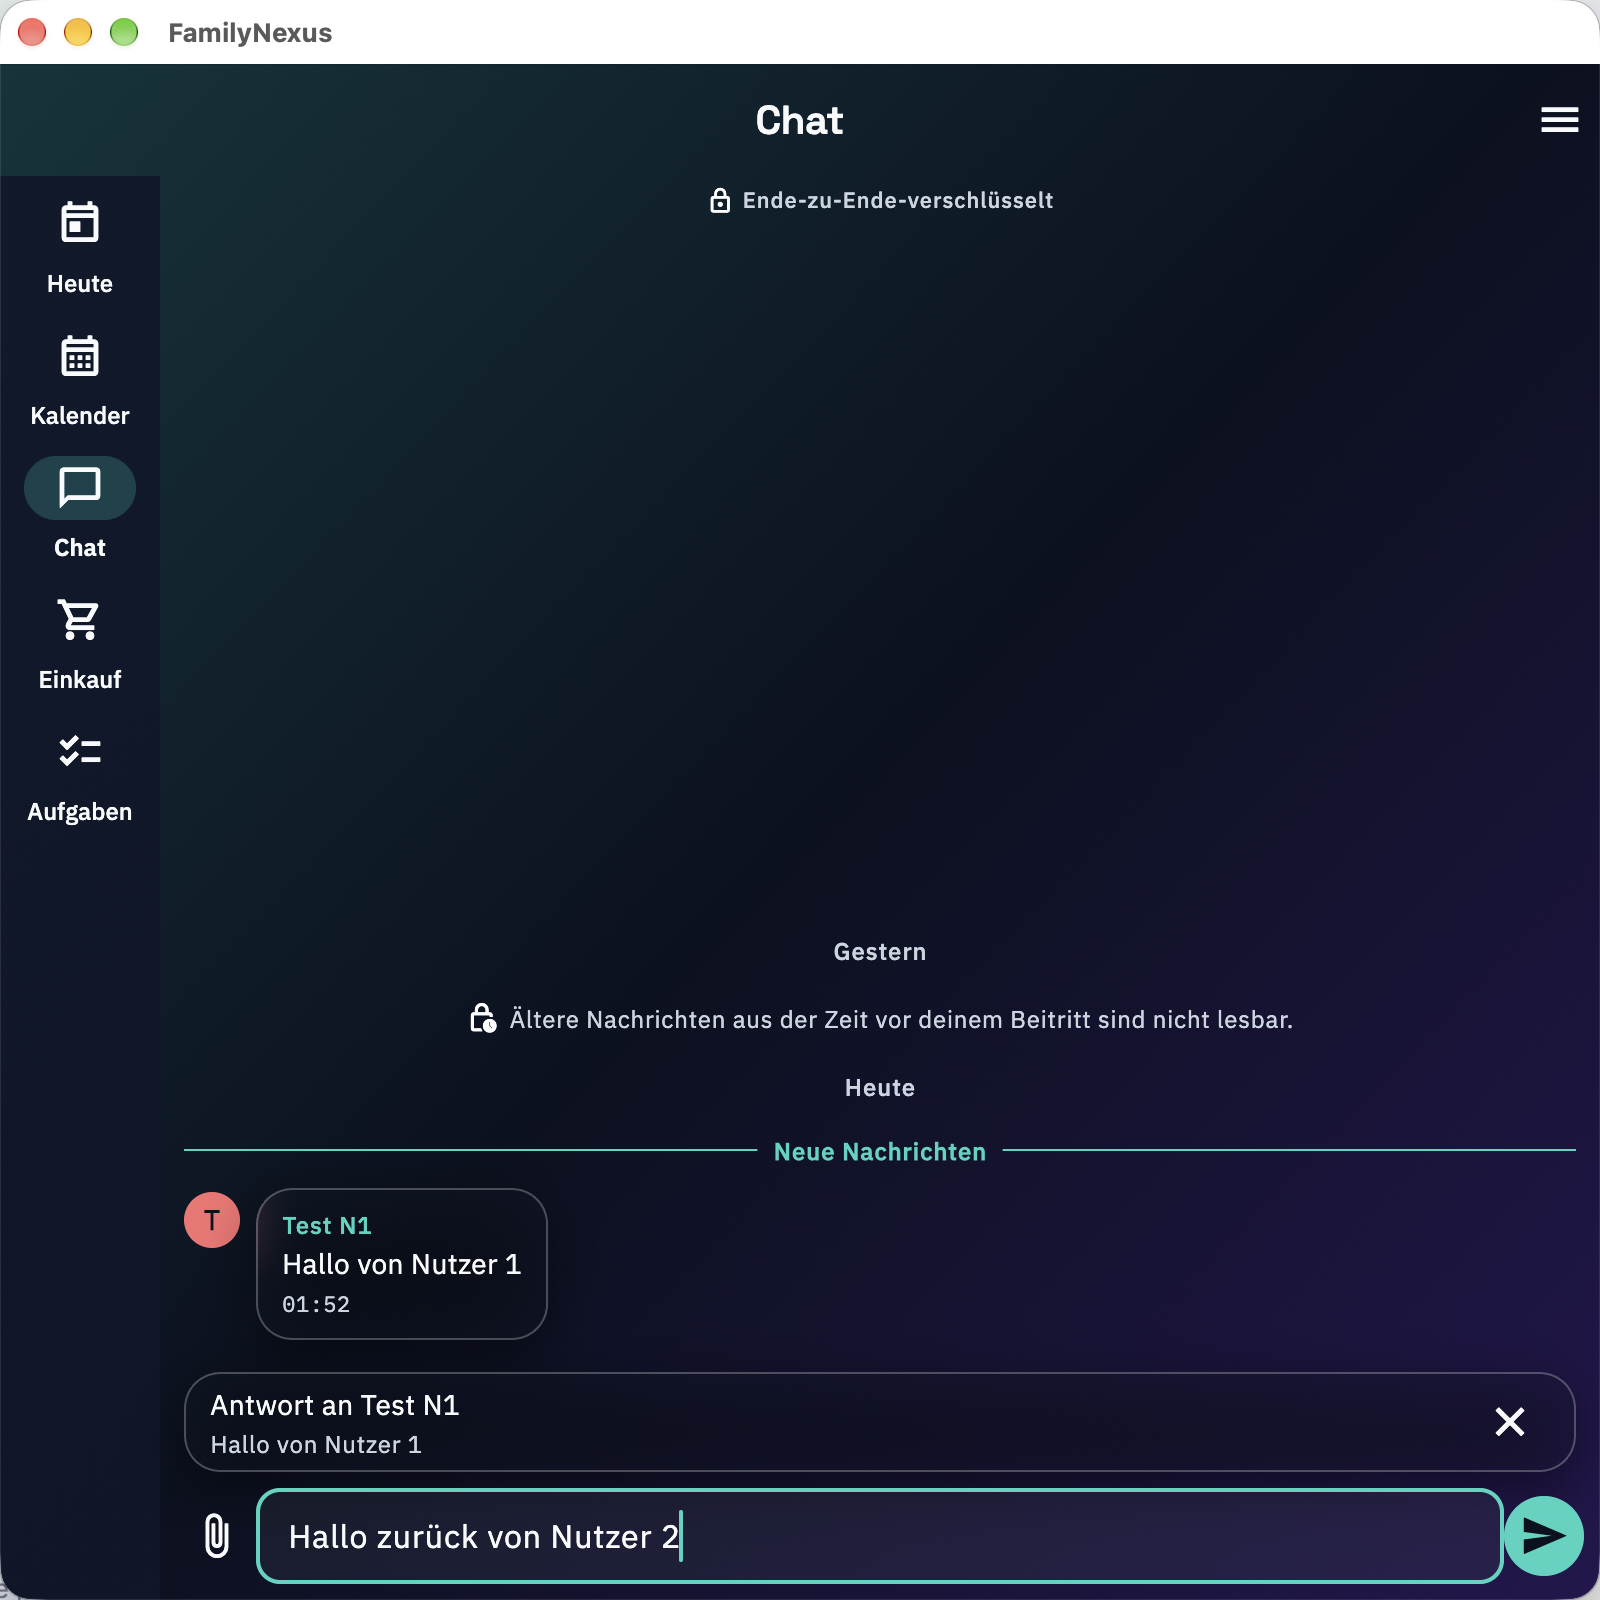 FamilyNexus
Chat
Ende-zu-Ende-verschlüsselt
Heute
Kalender
Chat
Einkauf
Aufgaben
Gestern
Ältere Nachrichten aus der Zeit vor deinem Beitritt sind nicht lesbar.
Heute
Neue Nachrichten
T
Test N1
Hallo von Nutzer 1
01:52
Antwort an Test N1
Hallo von Nutzer 1
Hallo zurück von Nutzer 2